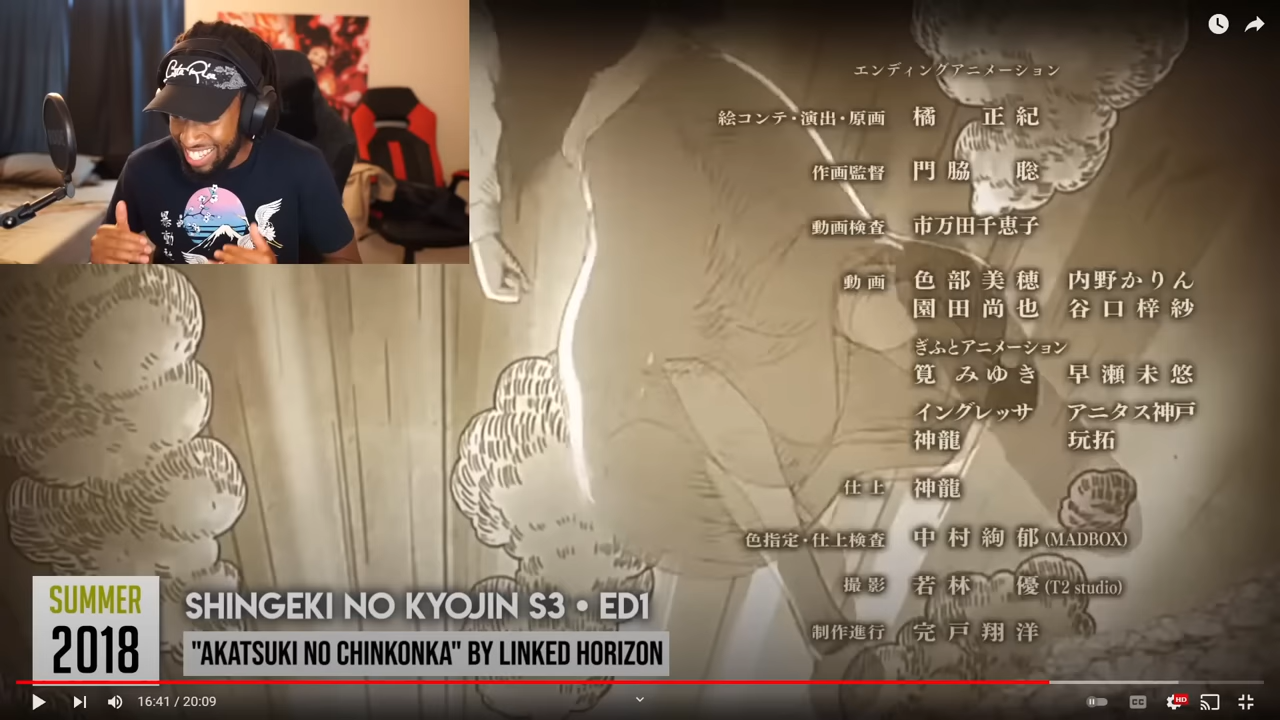 エンディングアニメーション
絵コンテ・演出・原画 橘 正紀
作画監督 門脇 聡
動画検査 市万田千恵子
動画 色部美穂 内野かりん
園田尚也 谷口梓紗
ぎふとアニメーション
筧 みゆき 早瀬未悠
イングレッサ アニタス神戸
神龍 玩拓
仕上 神龍
色指定・仕上検査 中村絢郁(MADBOX)
撮影 若林 優(T2 studio)
制作進行 宍戸翔洋
SUMMER
2018
SHINGEKI NO KYOJIN S3 • ED1
"AKATSUKI NO CHINKONKA" BY LINKED HORIZON
16:41 / 20:09
CC
HD